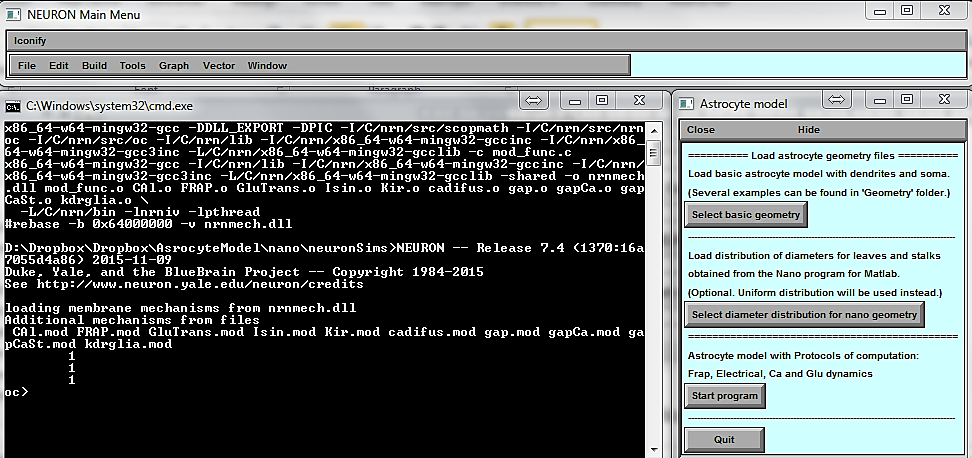 NEURON Main Menu
Iconify
File Edit Build Tools Graph Vector Window
C:\Windows\system32\cmd.exe
x86_64-w64-mingw32-gcc -DDLL_EXPORT -DPIC -I/C/nrn/src/scopmath -I/C/nrn/src/nrn
oc -I/C/nrn/src/oc -I/C/nrn/lib -I/C/nrn/x86_64-w64-mingw32-gccinc -I/C/nrn/x86_
64-w64-mingw32-gcc3inc -L/C/nrn/x86_64-w64-mingw32-gcclib -c mod_func.c
x86_64-w64-mingw32-gcc -I/C/nrn/lib -I/C/nrn/x86_64-w64-mingw32-gccinc -I/C/nrn/
x86_64-w64-mingw32-gcc3inc -L/C/nrn/x86_64-w64-mingw32-gcclib -shared -o nrnmech
.dll mod_func.o CAl.o FRAP.o GluTrans.o Isin.o Kir.o cadifus.o gap.o gapCa.o gap
CaSt.o kdrglia.o \
-L/C/nrn/bin -lnrniv -lpthread
#rebase -b 0x64000000 -v nrnmech.dll
D:\Dropbox\Dropbox\AsrocyteModel\nano\neuronSims>NEURON -- Release 7.4 (1370:16a
7055d4a86) 2015-11-09
Duke, Yale, and the BlueBrain Project -- Copyright 1984-2015
See http://www.neuron.yale.edu/neuron/credits
loading membrane mechanisms from nrnmech.dll
Additional mechanisms from files
CAl.mod FRAP.mod GluTrans.mod Isin.mod Kir.mod cadifus.mod gap.mod gapCa.mod ga
pCaSt.mod kdrglia.mod
1
1
1
oc>
Astrocyte model
Close Hide
========== Load astrocyte geometry files ==========
Load basic astrocyte model with dendrites and soma.
(Several examples can be found in 'Geometry' folder.)
Select basic geometry
Load distribution of diameters for leaves and stalks
obtained from the Nano program for Matlab.
(Optional. Uniform distribution will be used instead.)
Select diameter distribution for nano geometry
Astrocyte model with Protocols of computation:
Frap, Electrical, Ca and Glu dynamics
Start program
Quit